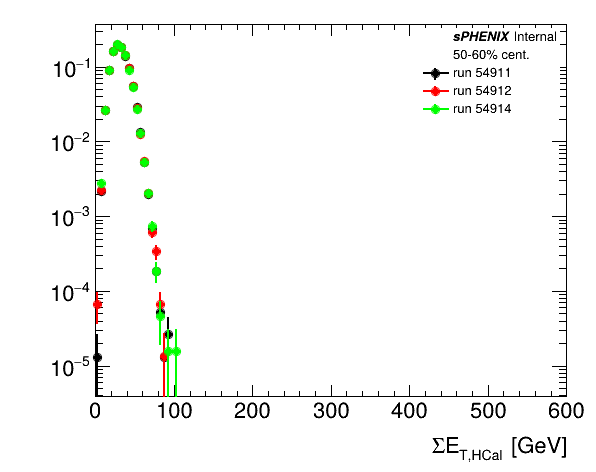 sPHENIX Internal
50-60% cent.
run 54911
run 54912
run 54914
10⁻¹
10⁻²
10⁻³
10⁻⁴
10⁻⁵
0 100 200 300 400 500 600
ΣE_T,HCal [GeV]